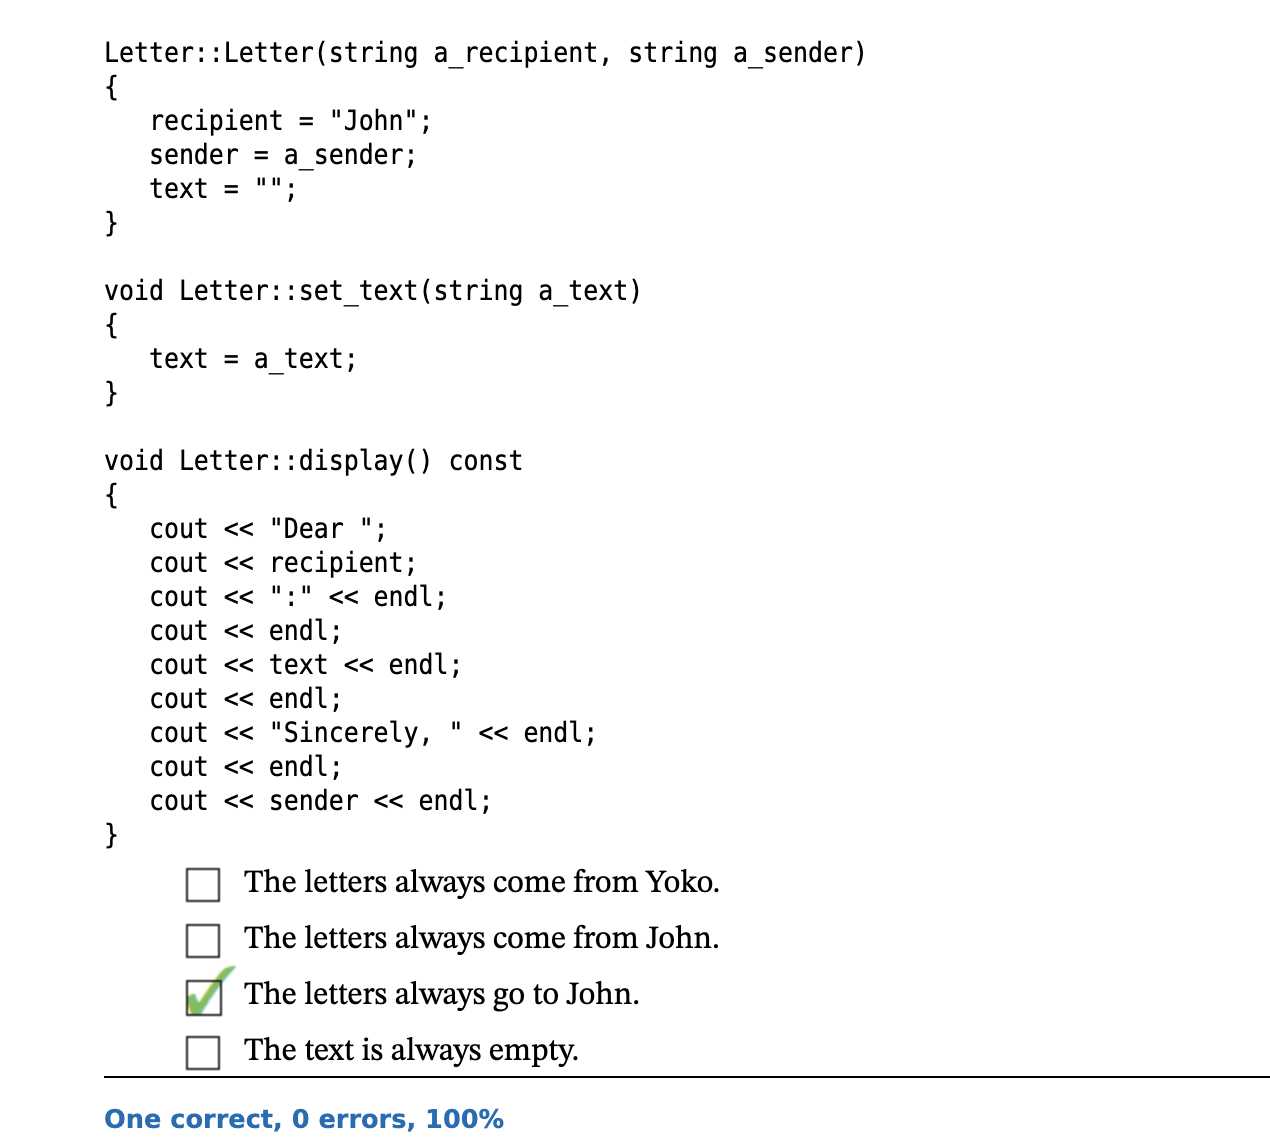 Letter::Letter(string a_recipient, string a_sender)
{
   recipient = "John";
   sender = a_sender;
   text = "";
}

void Letter::set_text(string a_text)
{
   text = a_text;
}

void Letter::display() const
{
   cout << "Dear ";
   cout << recipient;
   cout << ":" << endl;
   cout << endl;
   cout << text << endl;
   cout << endl;
   cout << "Sincerely, " << endl;
   cout << endl;
   cout << sender << endl;
}
The letters always come from Yoko.
The letters always come from John.
The letters always go to John.
The text is always empty.
One correct, 0 errors, 100%